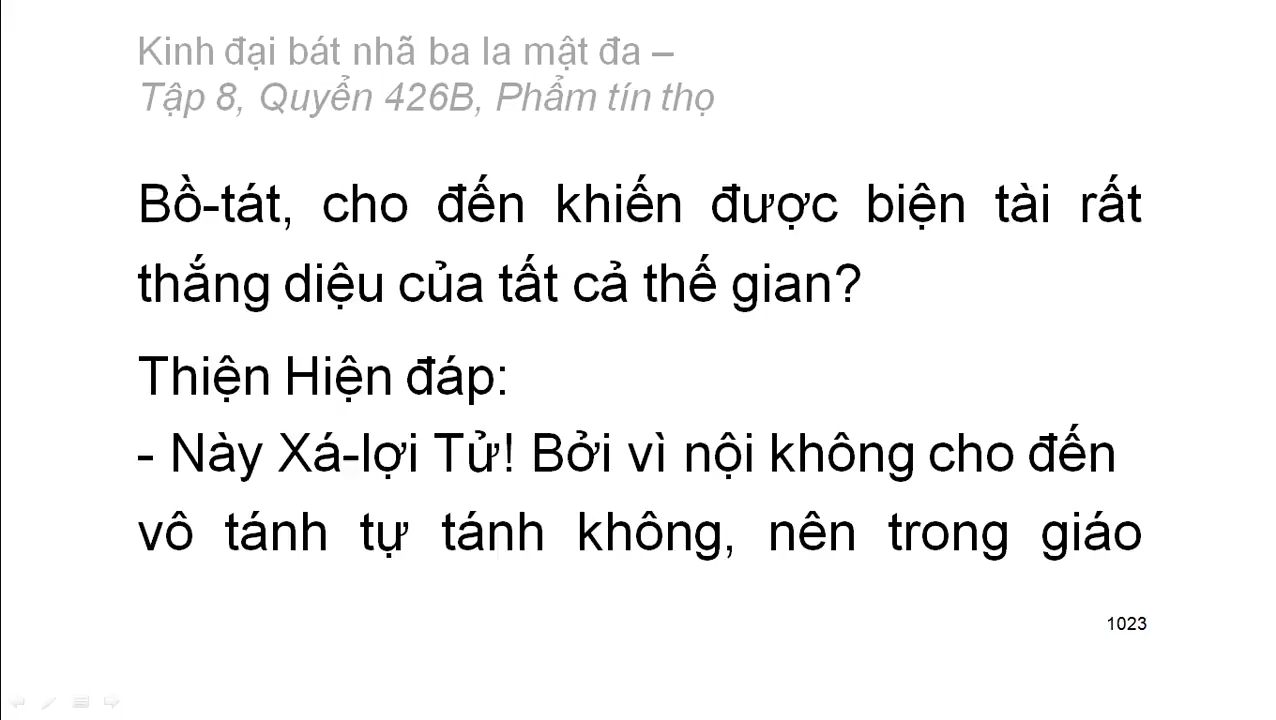 Kinh đại bát nhã ba la mật đa –
Tập 8, Quyển 426B, Phẩm tín thọ
Bồ-tát, cho đến khiến được biện tài rất
thắng diệu của tất cả thế gian?
Thiện Hiện đáp:
- Này Xá-lợi Tử! Bởi vì nội không cho đến
vô tánh tự tánh không, nên trong giáo
1023